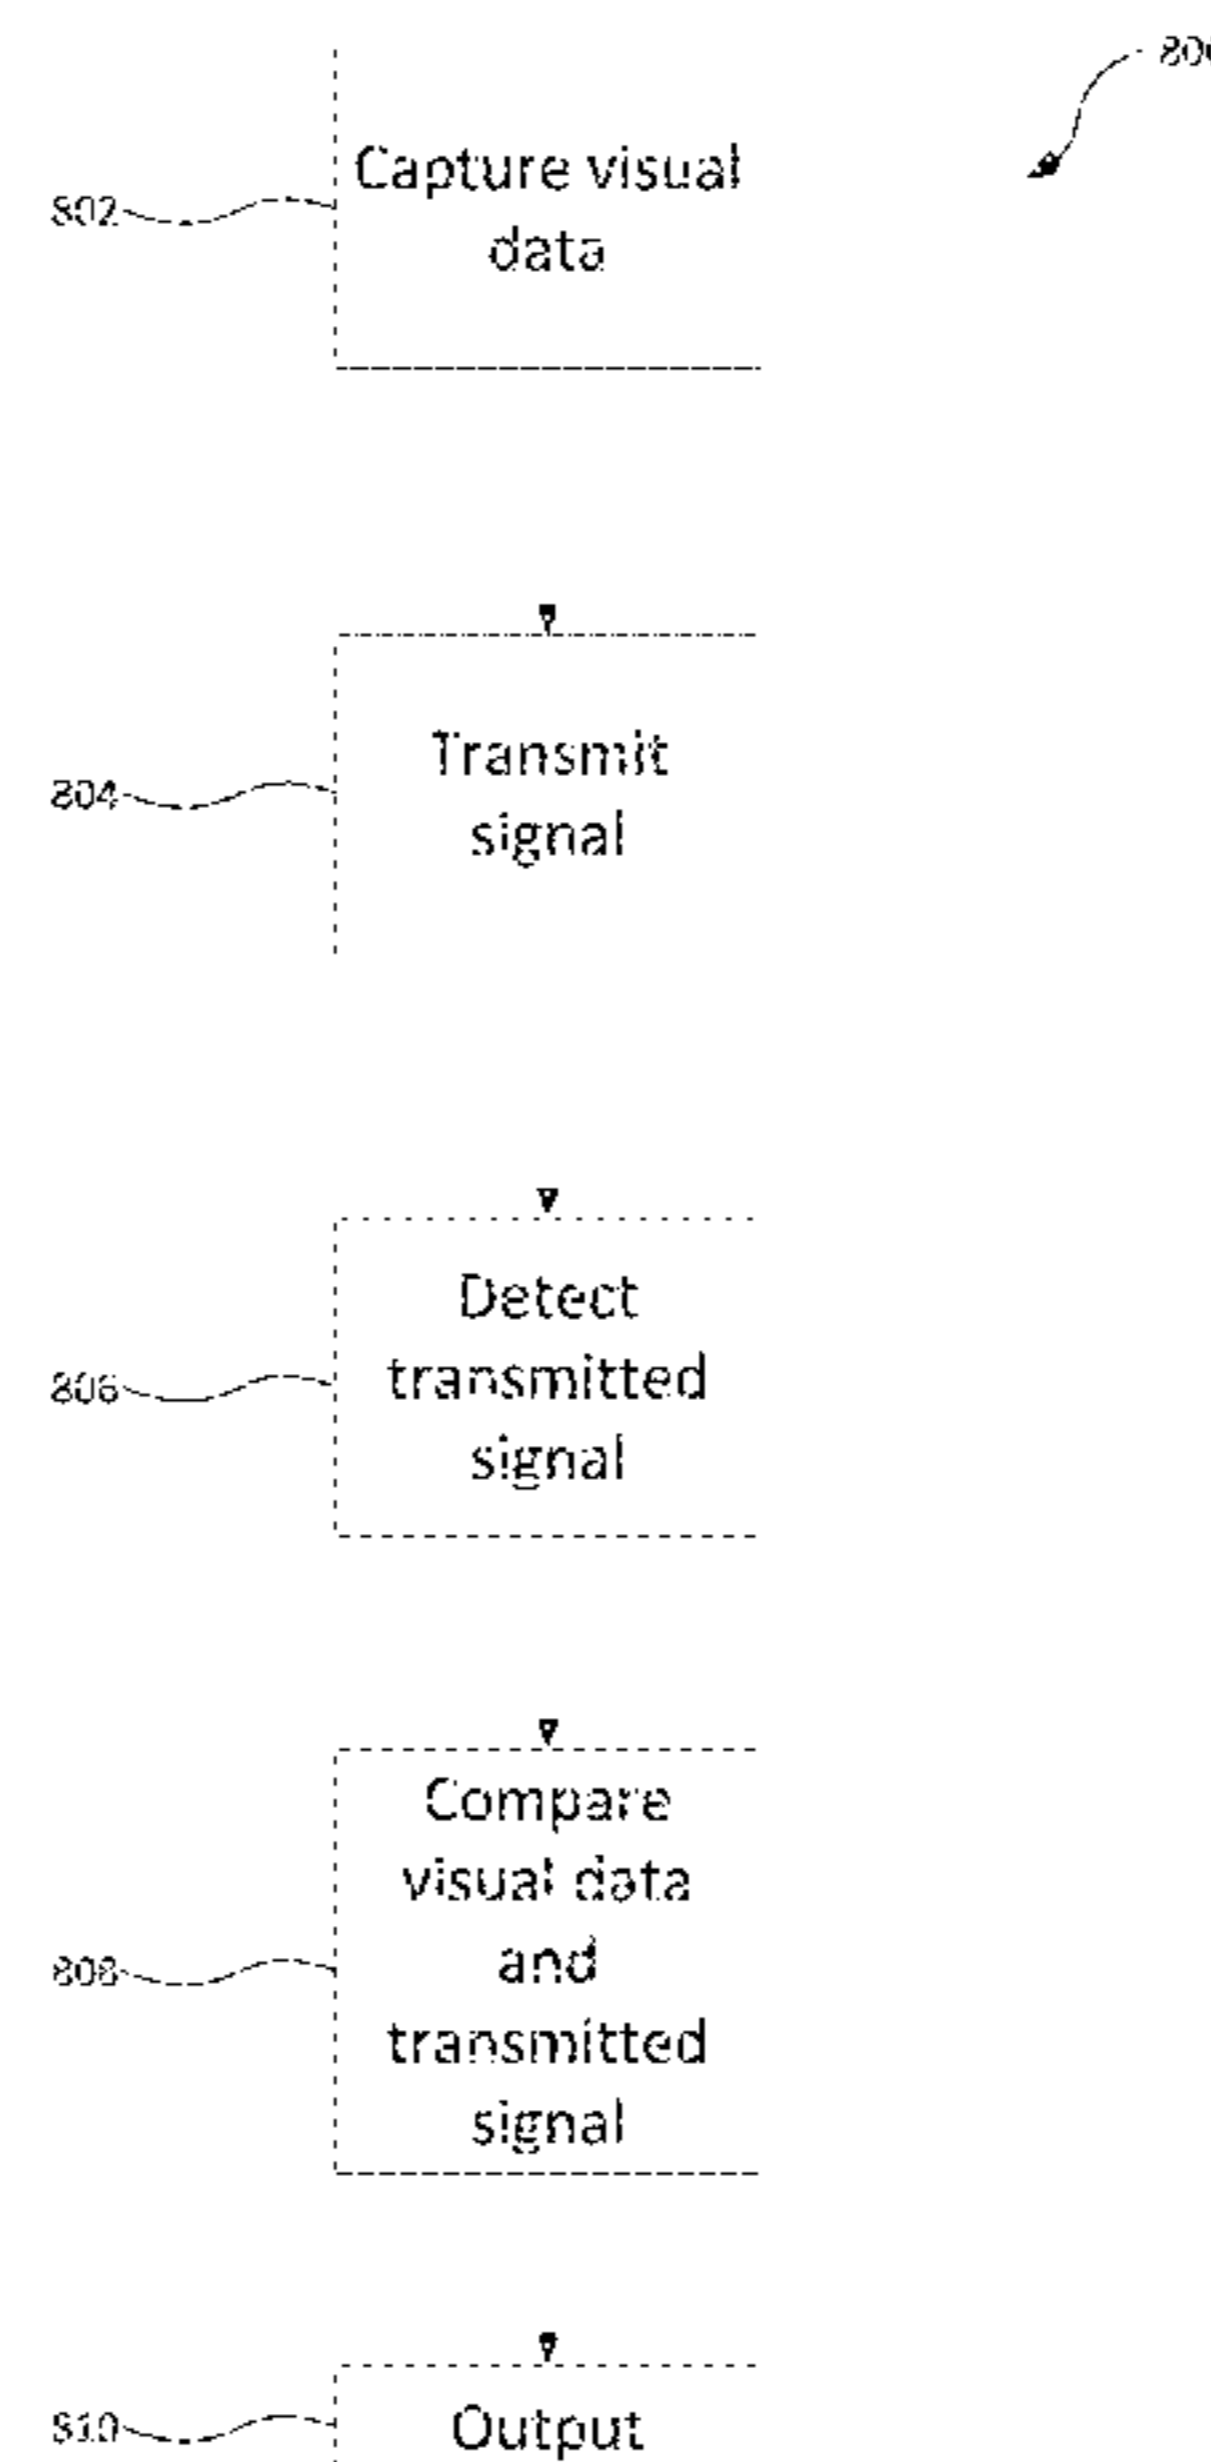 802
Capture visual
data
804
Transmit
signal
806
Detect
transmitted
signal
808
Compare
visual data
and
transmitted
signal
810
Output